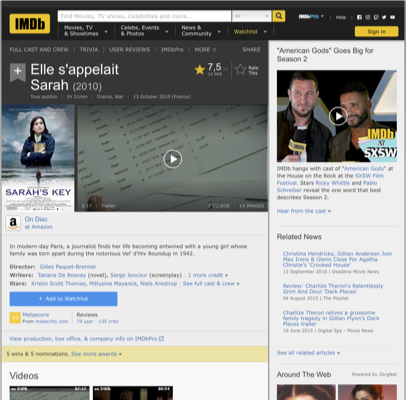 IMDb
Find Movies, TV shows, Celebrities and more...
All
IMDbPro
Help
Movies, TV
& Showtimes
Celebs, Events
& Photos
News &
Community
Watchlist
Sign in
FULL CAST AND CREW | TRIVIA | USER REVIEWS | IMDbPro | MORE
SHARE
Elle s'appelait
Sarah (2010)
7,5
Rate
This
Tous publics | 1h 51min | Drama, War | 13 October 2010 (France)
SARAH'S KEY
2:17 | Trailer
2 VIDEOS
13 IMAGES
On Disc
at Amazon
In modern-day Paris, a journalist finds her life becoming entwined with a young girl whose
family was torn apart during the notorious Vel' d'Hiv Roundup in 1942.
Director: Gilles Paquet-Brenner
Writers: Tatiana De Rosnay (novel), Serge Joncour (screenplay) | 1 more credit »
Stars: Kristin Scott Thomas, Mélusine Mayance, Niels Arestrup | See full cast & crew »
+ Add to Watchlist
Metascore
From metacritic.com
Reviews
79 user | 135 critic
View production, box office, & company info on IMDbPro
5 wins & 5 nominations. See more awards »
Videos
"American Gods" Goes Big for
Season 2
IMDb
AT
SXSW
IMDb hangs with cast of "American Gods" at
the House on the Rock at the SXSW Film
Festival. Stars Ricky Whittle and Pablo
Schreiber reveal the one word that best
describes Season 2.
Hear from the cast »
Related News
Christina Hendricks, Gillian Anderson Join
Max Irons & Glenn Close For Agatha
Christie's 'Crooked House'
13 September 2016 | Deadline Movie News
Review: Charlize Theron's Relentlessly
Grim And Dour 'Dark Places'
04 August 2015 | The Playlist
Charlize Theron relives a gruesome
family tragedy in Gillian Flynn's Dark
Places trailer
19 June 2015 | Digital Spy - Movie News
See all related articles »
Around The Web
Powered by ZergNet